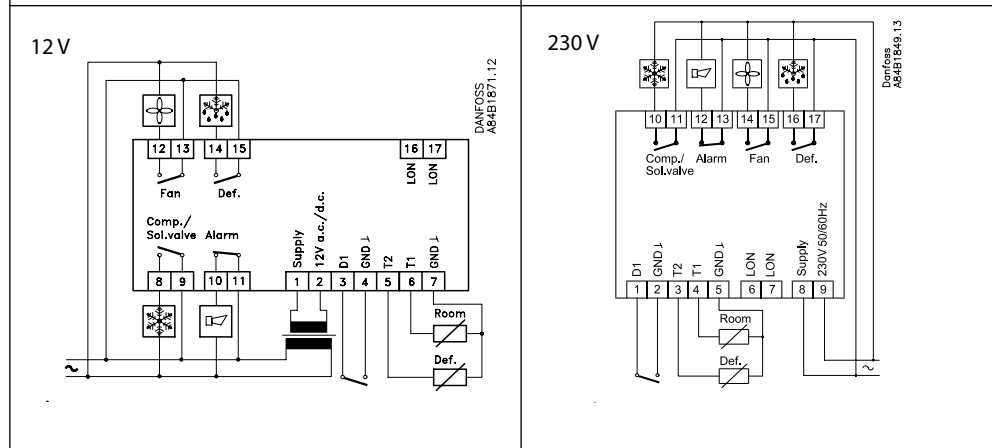 12 V
DANFOSS
A84B1871.12
12 13 14 15 16 17
Fan Def. LON LON
Comp./
Sol.valve Alarm
Supply
12V a.c./d.c.
D1
GND ⊥
T2
T1
GND ⊥
8 9 10 11 1 2 3 4 5 6 7
Room
Def.
~
230 V
Danfoss
A84B1849.13
10 11 12 13 14 15 16 17
Comp./ Alarm Fan Def.
Sol.valve
D1
GND ⊥
T2
T1
GND ⊥
LON
LON
Supply
230V 50/60Hz
1 2 3 4 5 6 7 8 9
Room
Def.
~